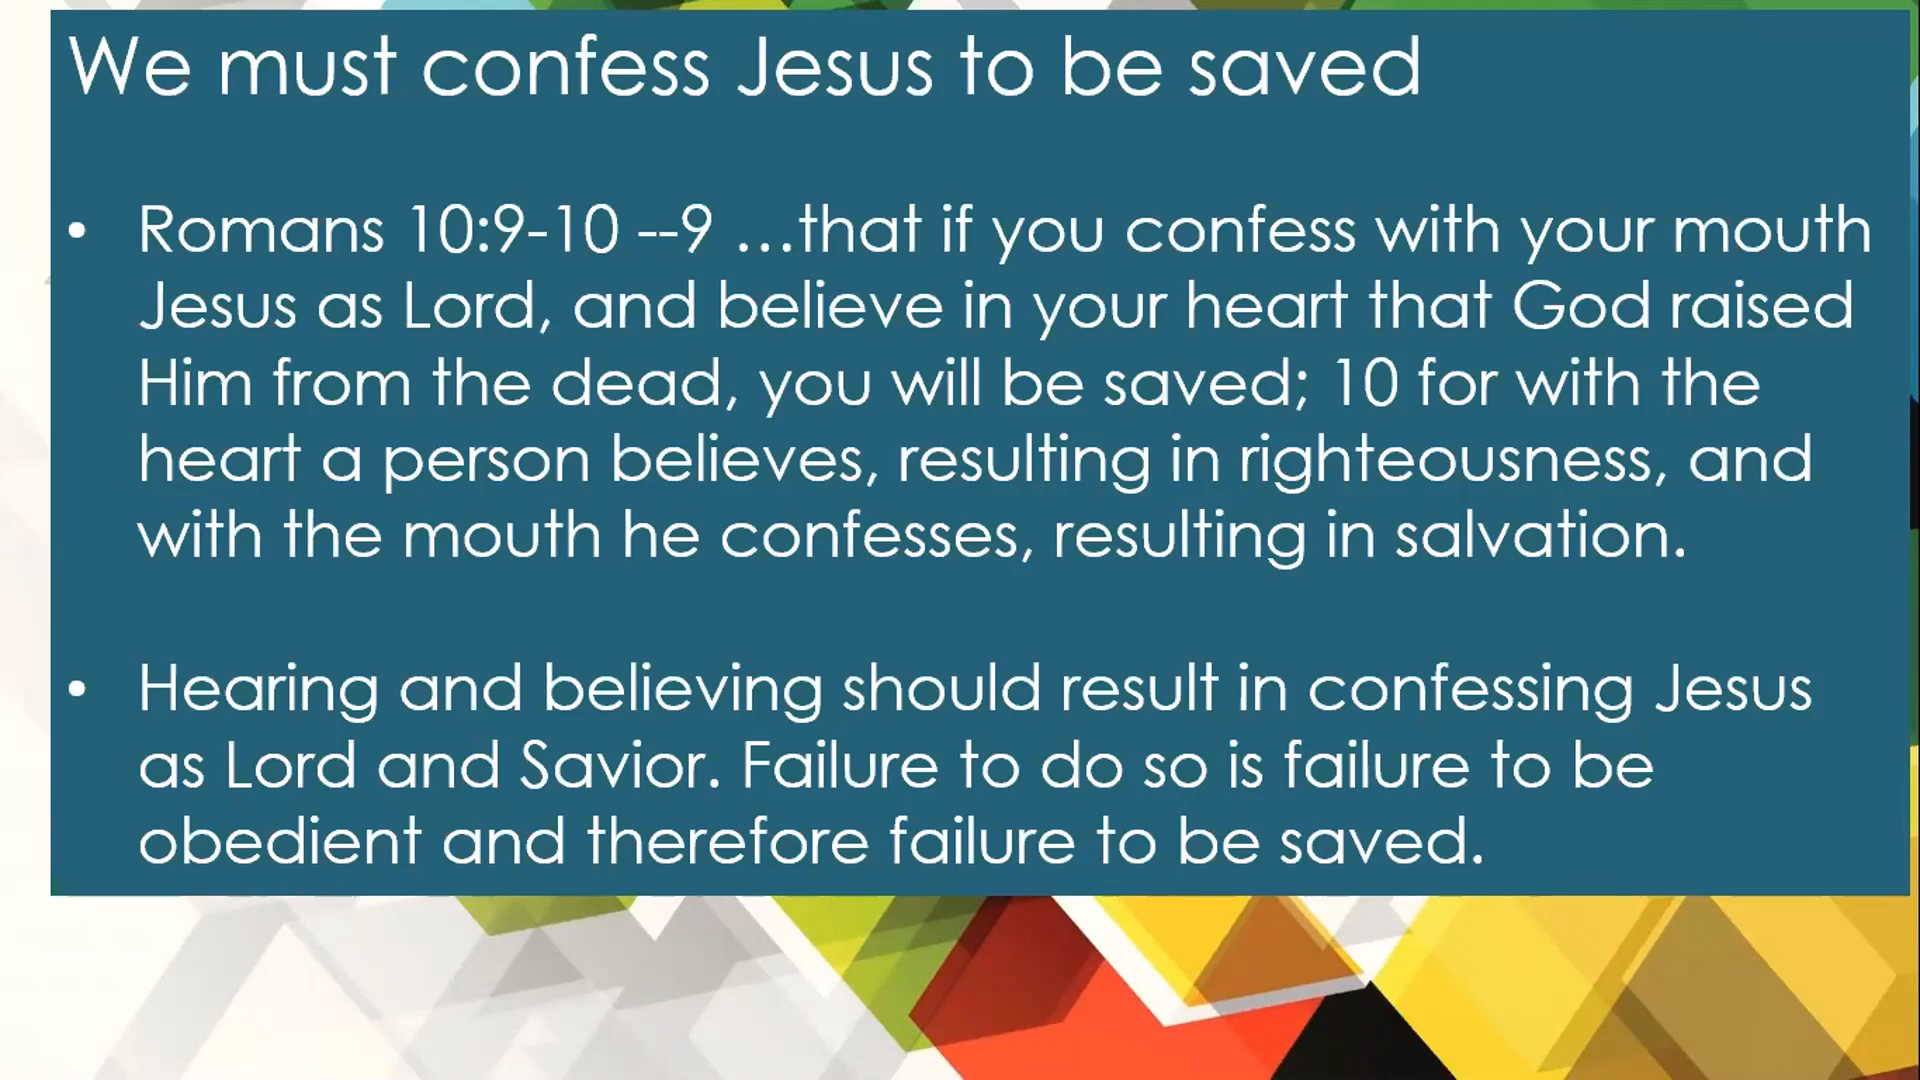 We must confess Jesus to be saved
• Romans 10:9-10 --9 …that if you confess with your mouth
Jesus as Lord, and believe in your heart that God raised
Him from the dead, you will be saved; 10 for with the
heart a person believes, resulting in righteousness, and
with the mouth he confesses, resulting in salvation.
• Hearing and believing should result in confessing Jesus
as Lord and Savior. Failure to do so is failure to be
obedient and therefore failure to be saved.